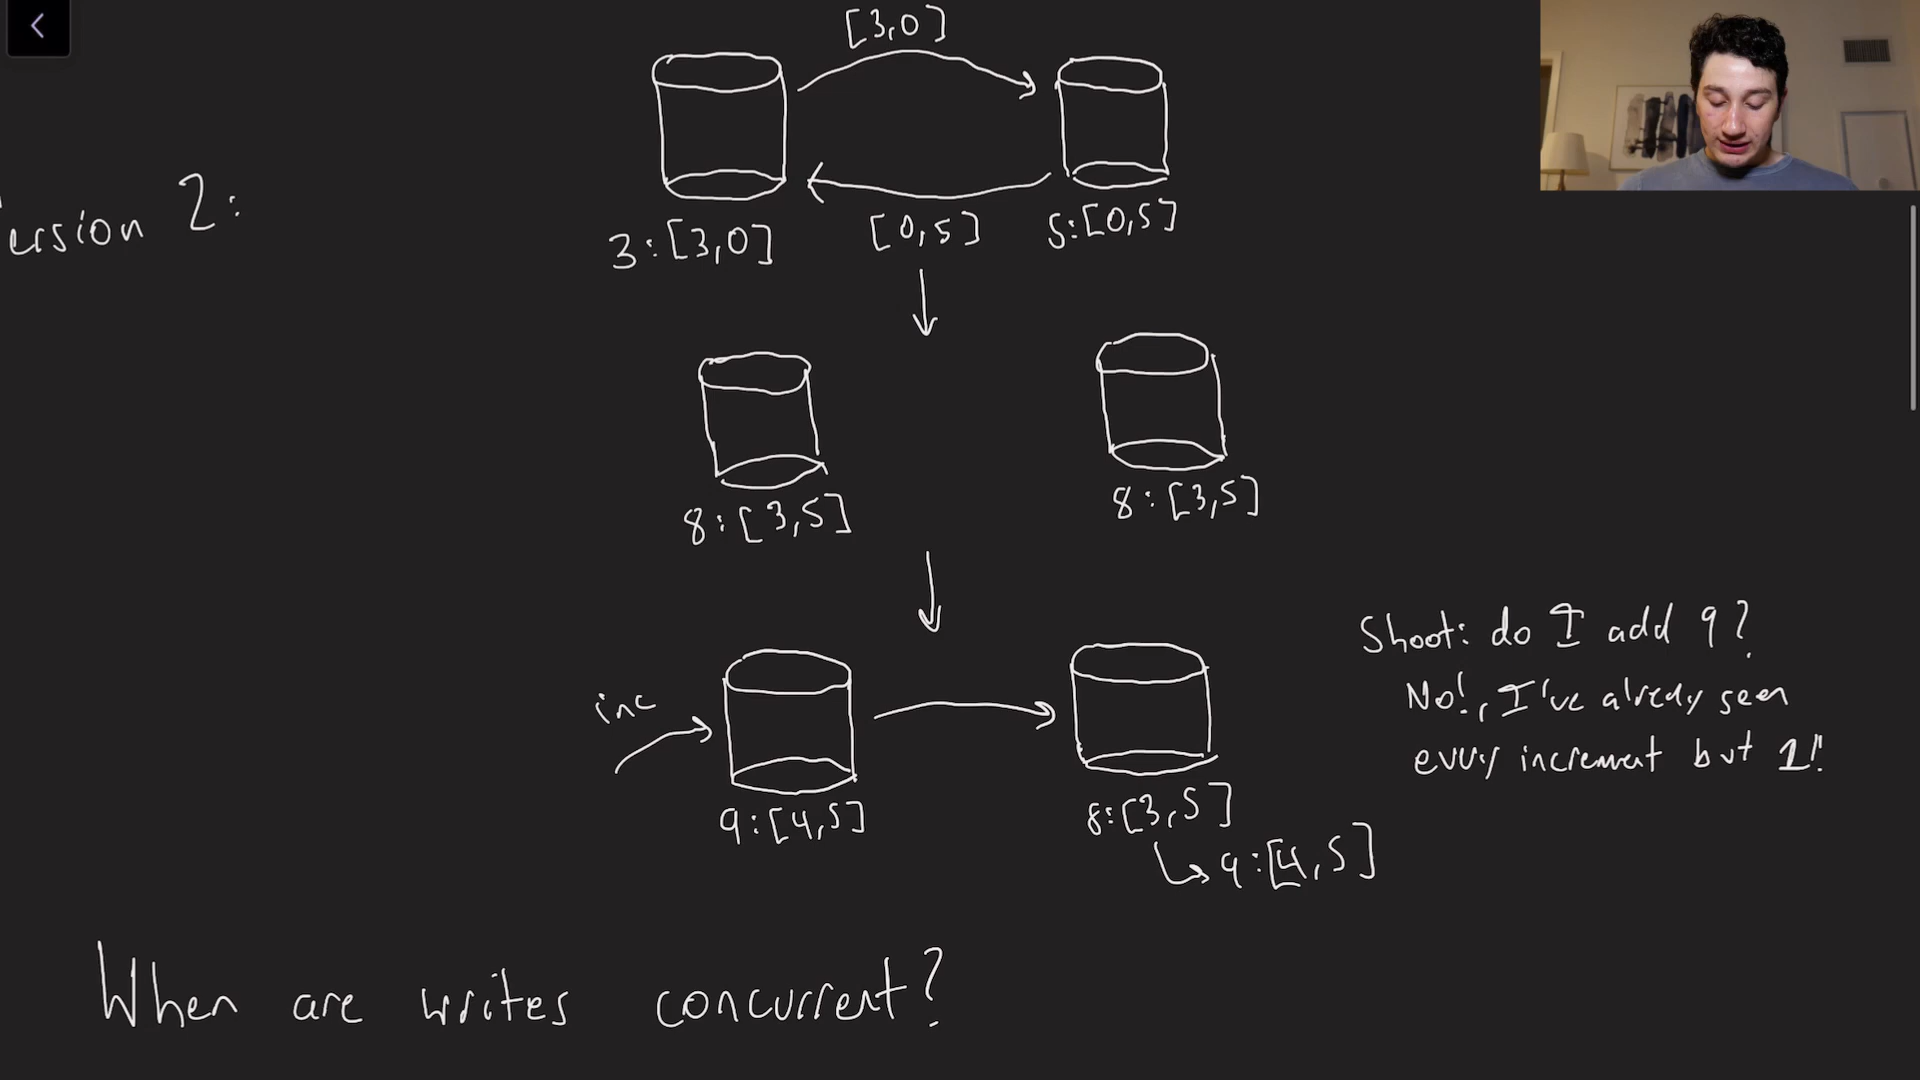 [3,0]
ersion 2:
3:[3,0]
[0,5]
5:[0,5]
8:[3,5]
8:[3,5]
inc
9:[4,5]
8:[3,5]
9:[4,5]
Shoot: do I add 9?
No!, I've already seen
every increment but 1!!
When are writes concurrent?